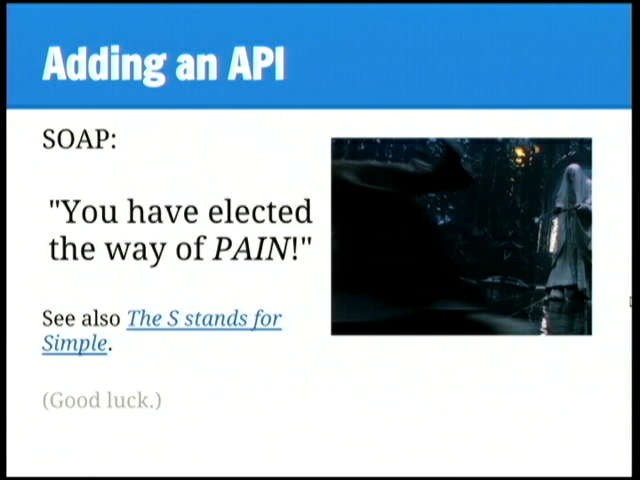 Adding an API
SOAP:
"You have elected
the way of PAIN!"
See also The S stands for
Simple.
(Good luck.)